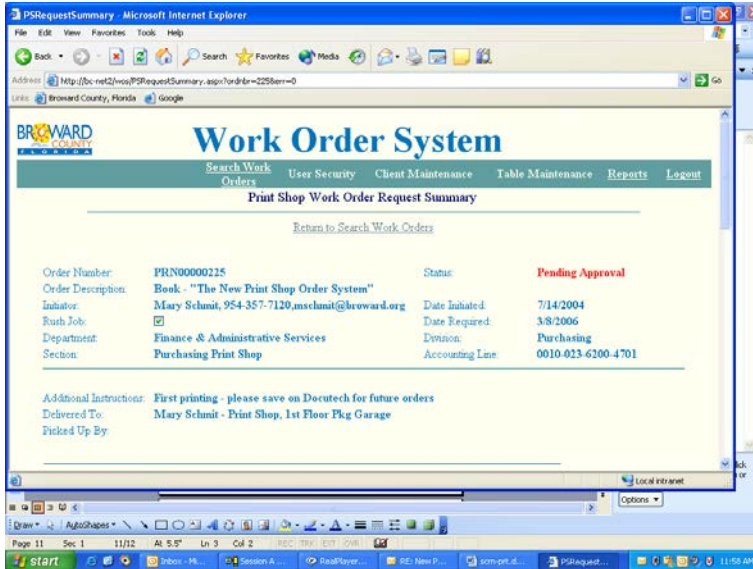 PSRequestSummary - Microsoft Internet Explorer
File Edit View Favorites Tools Help
Back Search Favorites Media
Address http://bc-net2/wos/PSRequestSummary.aspx?ordnbr=225&err=0 Go
Links Broward County, Florida Google
BROWARD COUNTY FLORIDA
Work Order System
Search Work Orders User Security Client Maintenance Table Maintenance Reports Logout
Print Shop Work Order Request Summary
Return to Search Work Orders
Order Number: PRN00000225 Status: Pending Approval
Order Description: Book - "The New Print Shop Order System"
Initiator: Mary Schmit, 954-357-7120,mschmit@broward.org Date Initiated: 7/14/2004
Rush Job: Date Required: 3/8/2006
Department: Finance & Administrative Services Division: Purchasing
Section: Purchasing Print Shop Accounting Line: 0010-023-6200-4701
Additional Instructions: First printing - please save on Docutech for future orders
Delivered To: Mary Schmit - Print Shop, 1st Floor Pkg Garage
Picked Up By:
Local intranet
Options
Draw AutoShapes
Page 11 Sec 1 11/12 At 5.5" Ln 3 Col 2 REC TRK EXT OVR
start Inbox - Mi... Session A ... RealPlayer... RE: New P... scrn-prt.d... PSRequest... 11:58 AM